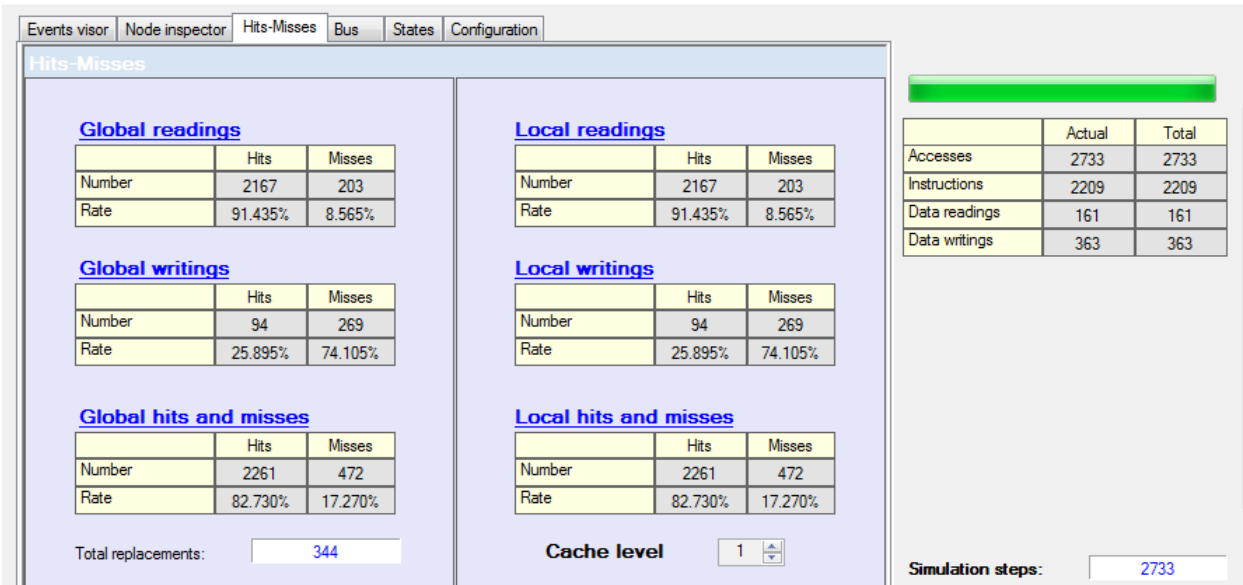 Events visor Node inspector Hits-Misses Bus States Configuration
Hits-Misses
Global readings
Hits Misses
Number 2167 203
Rate 91.435% 8.565%
Global writings
Hits Misses
Number 94 269
Rate 25.895% 74.105%
Global hits and misses
Hits Misses
Number 2261 472
Rate 82.730% 17.270%
Total replacements: 344
Local readings
Hits Misses
Number 2167 203
Rate 91.435% 8.565%
Local writings
Hits Misses
Number 94 269
Rate 25.895% 74.105%
Local hits and misses
Hits Misses
Number 2261 472
Rate 82.730% 17.270%
Cache level 1
Actual Total
Accesses 2733 2733
Instructions 2209 2209
Data readings 161 161
Data writings 363 363
Simulation steps: 2733